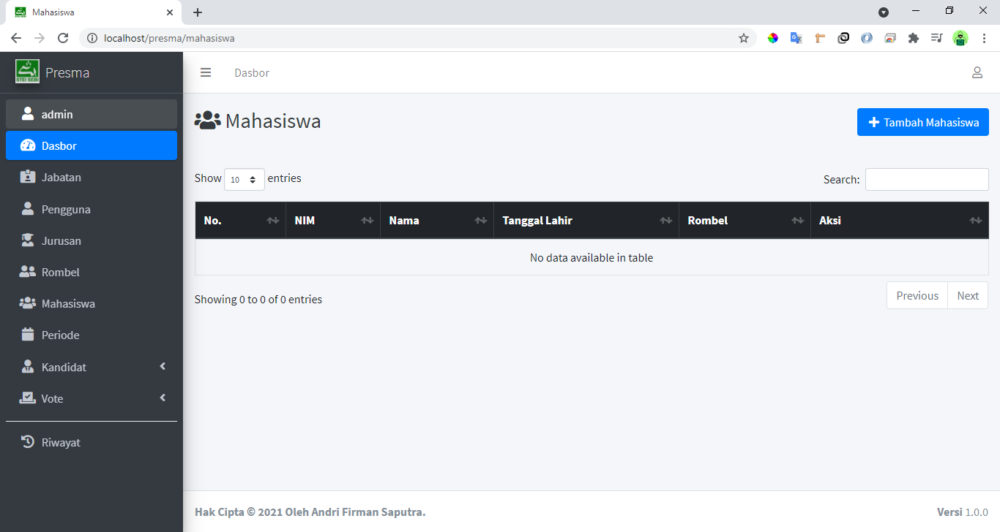 Mahasiswa
localhost/presma/mahasiswa
STEI SEBI
Presma
Dasbor
admin
Dasbor
Jabatan
Pengguna
Jurusan
Rombel
Mahasiswa
Periode
Kandidat
Vote
Riwayat
Mahasiswa
Tambah Mahasiswa
Show 10 entries
Search:
No. NIM Nama Tanggal Lahir Rombel Aksi
No data available in table
Showing 0 to 0 of 0 entries
Previous Next
Hak Cipta © 2021 Oleh Andri Firman Saputra.
Versi 1.0.0